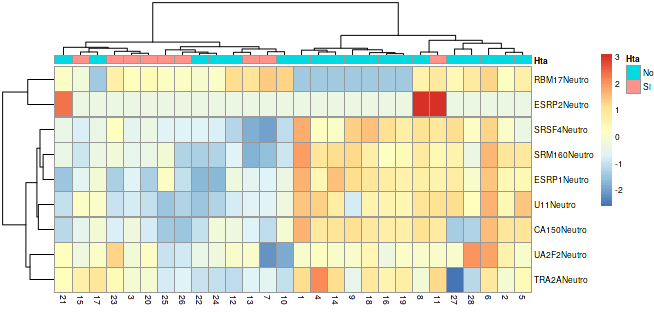 Hta
RBM17Neutro
ESRP2Neutro
SRSF4Neutro
SRM160Neutro
ESRP1Neutro
U11Neutro
CA150Neutro
UA2F2Neutro
TRA2ANeutro
21 15 17 23 3 20 25 26 22 24 12 13 7 10 1 4 14 9 18 16 19 8 11 27 28 6 2 5
3
2
1
0
-1
-2
Hta
No
Si